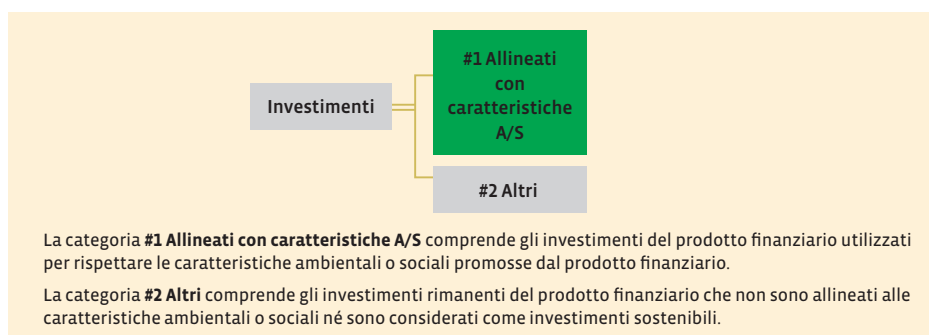 #1 Allineati
con
Investimenti
caratteristiche
A/S
#2 Altri
La categoria #1 Allineati con caratteristiche A/S comprende gli investimenti del prodotto finanziario utilizzati
per rispettare le caratteristiche ambientali o sociali promosse dal prodotto finanziario.
La categoria #2 Altri comprende gli investimenti rimanenti del prodotto finanziario che non sono allineati alle
caratteristiche ambientali o sociali né sono considerati come investimenti sostenibili.